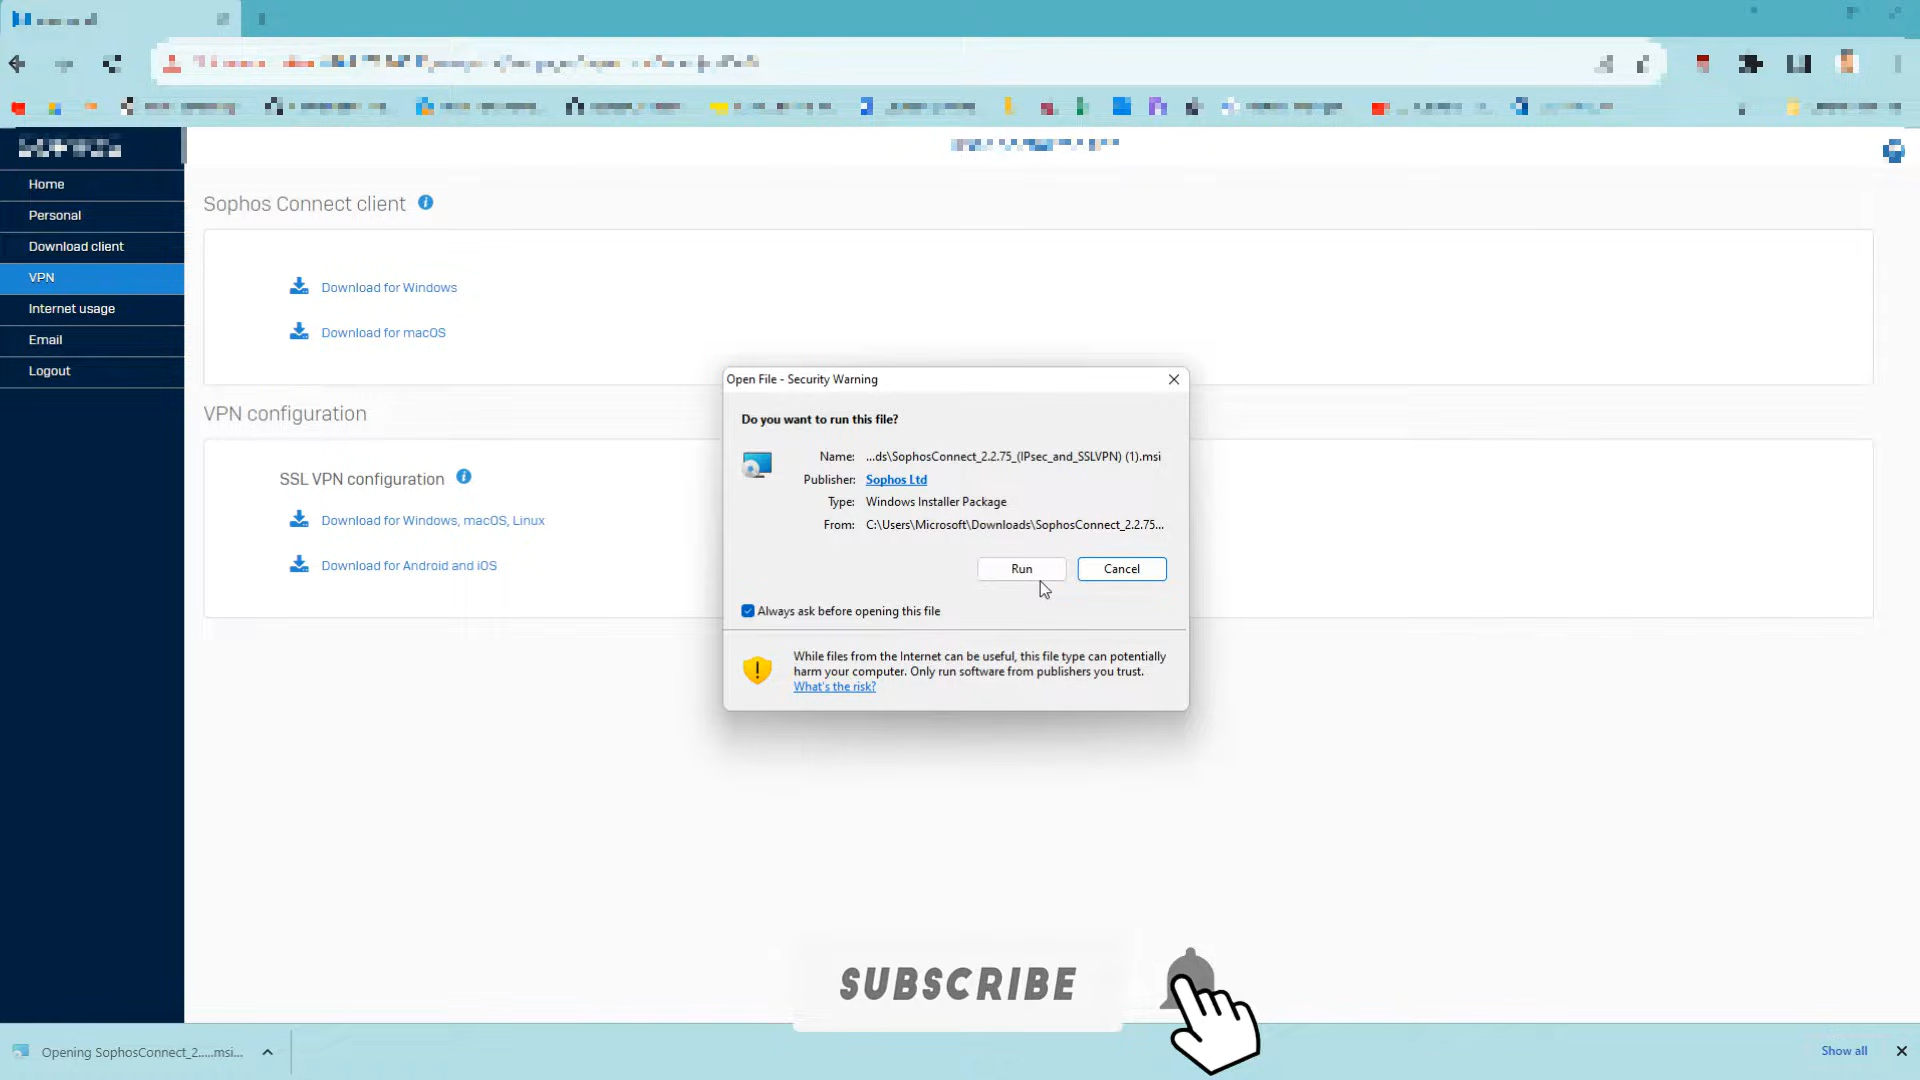 Home
Personal
Download client
VPN
Internet usage
Email
Logout
Sophos Connect client
Download for Windows
Download for macOS
VPN configuration
SSL VPN configuration
Download for Windows, macOS, Linux
Download for Android and iOS
Open File - Security Warning
Do you want to run this file?
Name: ...ds\SophosConnect_2.2.75_(IPsec_and_SSLVPN) (1).msi
Publisher: Sophos Ltd
Type: Windows Installer Package
From: C:\Users\Microsoft\Downloads\SophosConnect_2.2.75...
Run
Cancel
Always ask before opening this file
While files from the Internet can be useful, this file type can potentially
harm your computer. Only run software from publishers you trust.
What's the risk?
SUBSCRIBE
Opening SophosConnect_2.....msi...
Show all